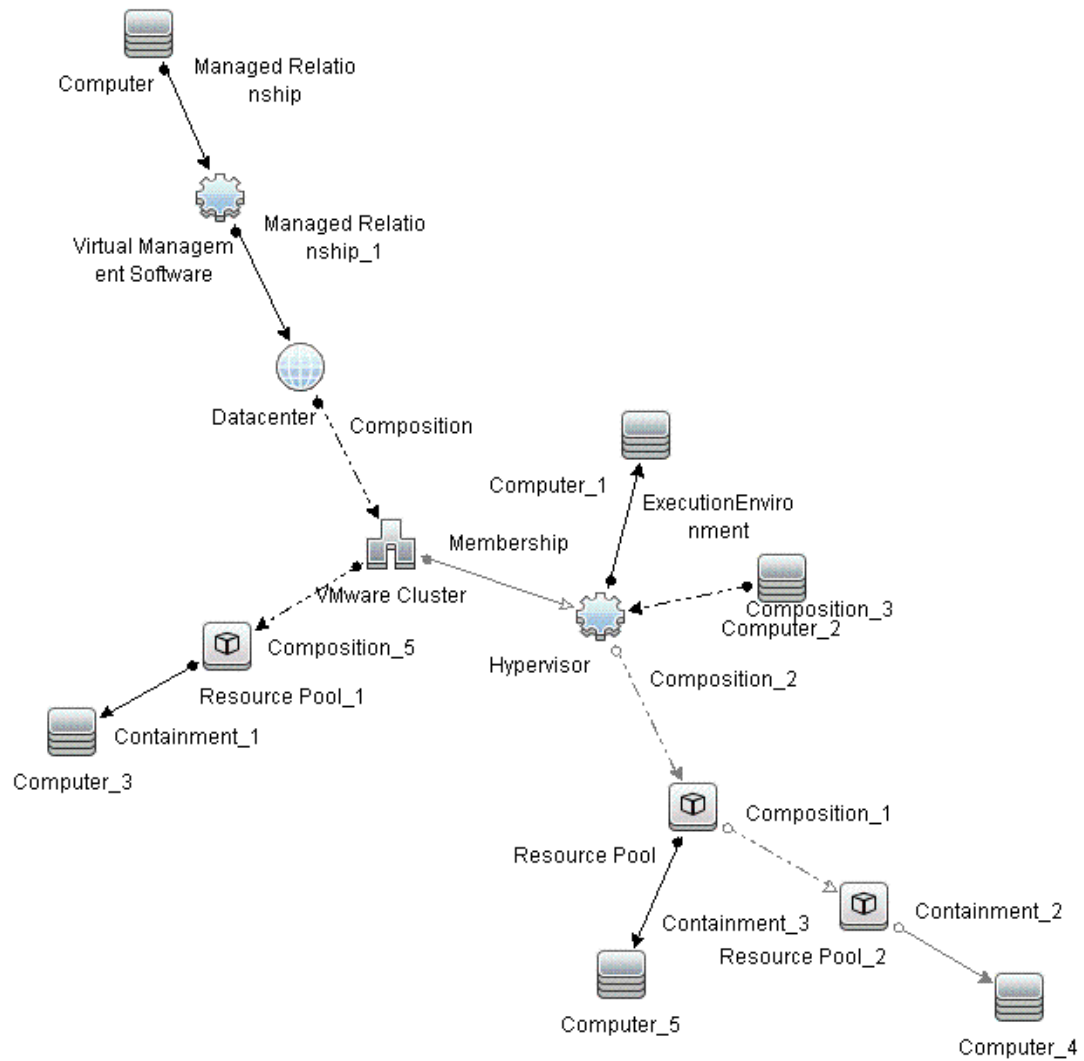 Computer
Managed Relatio
nship
Virtual Managem
ent Software
Managed Relatio
nship_1
Datacenter
Composition
Computer_1
ExecutionEnviro
nment
Membership
VMware Cluster
Composition_3
Computer_2
Hypervisor
Composition_5
Resource Pool_1
Composition_2
Containment_1
Computer_3
Composition_1
Resource Pool
Containment_3
Containment_2
Resource Pool_2
Computer_5
Computer_4